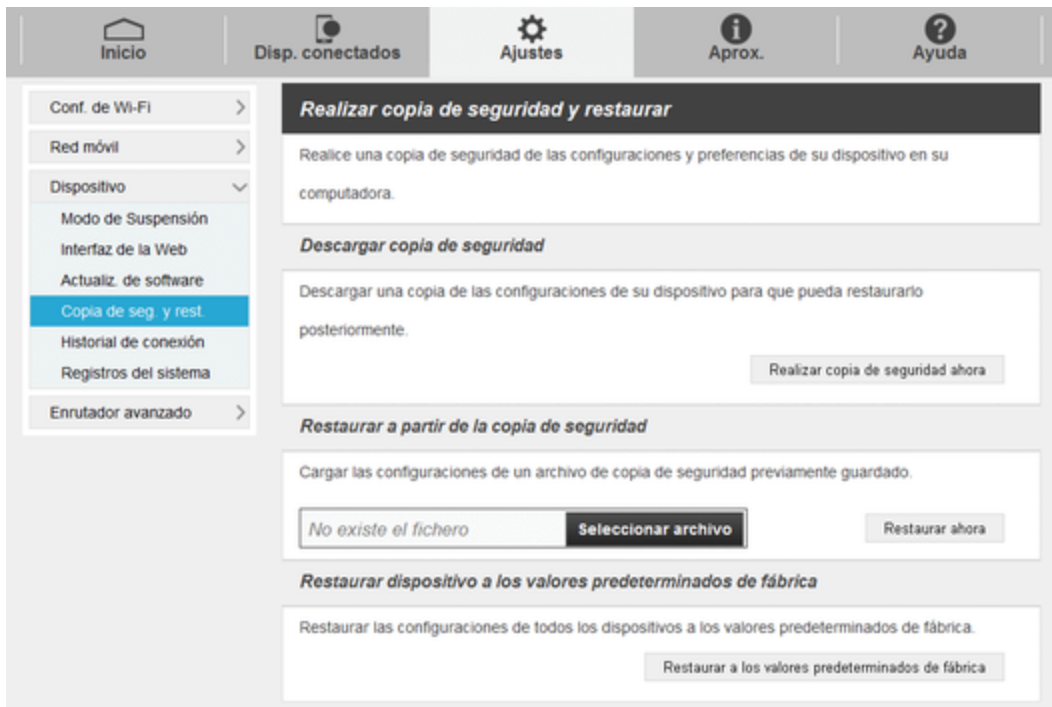 Inicio
Disp. conectados
Ajustes
Aprox.
Ayuda
Conf. de Wi-Fi
Red móvil
Dispositivo
Modo de Suspensión
Interfaz de la Web
Actualiz. de software
Copia de seg. y rest.
Historial de conexión
Registros del sistema
Enrutador avanzado
Realizar copia de seguridad y restaurar
Realice una copia de seguridad de las configuraciones y preferencias de su dispositivo en su
computadora.
Descargar copia de seguridad
Descargar una copia de las configuraciones de su dispositivo para que pueda restaurarlo
posteriormente.
Realizar copia de seguridad ahora
Restaurar a partir de la copia de seguridad
Cargar las configuraciones de un archivo de copia de seguridad previamente guardado.
No existe el fichero
Seleccionar archivo
Restaurar ahora
Restaurar dispositivo a los valores predeterminados de fábrica
Restaurar las configuraciones de todos los dispositivos a los valores predeterminados de fábrica.
Restaurar a los valores predeterminados de fábrica